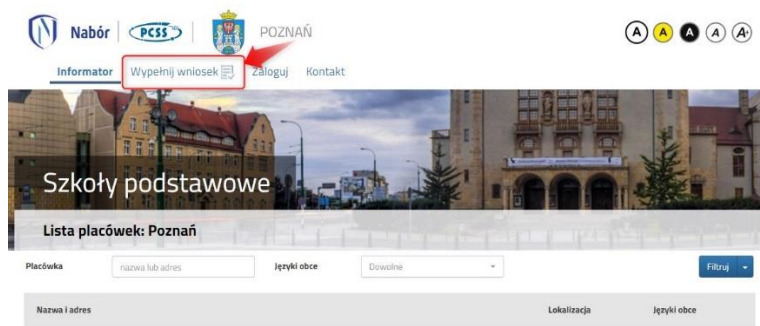 Nabór PCSS POZNAŃ A A A A A+
Informator Wypełnij wniosek Zaloguj Kontakt
Szkoły podstawowe
Lista placówek: Poznań
Placówka nazwa lub adres Języki obce Dowolne Filtruj
Nazwa i adres Lokalizacja Języki obce